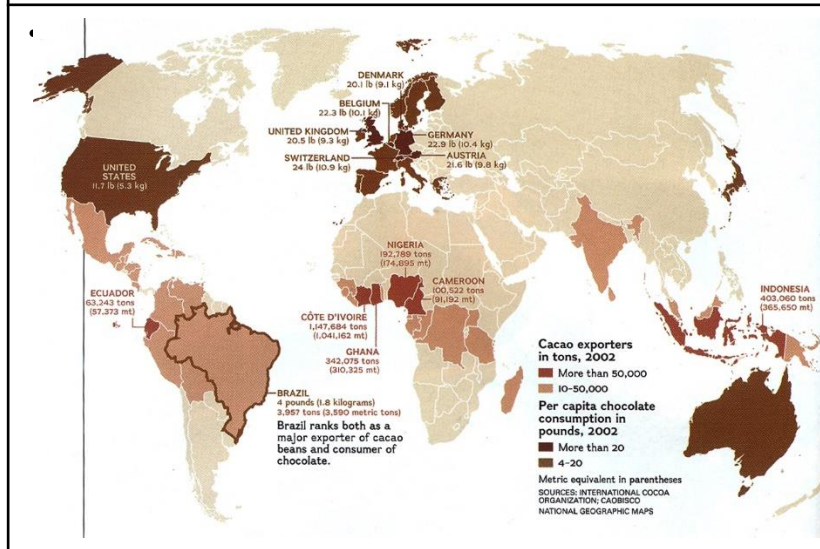 DENMARK
20.1 lb (9.1 kg)
BELGIUM
22.3 lb (10.1 kg)
UNITED KINGDOM
20.5 lb (9.3 kg)
GERMANY
22.9 lb (10.4 kg)
SWITZERLAND
24 lb (10.9 kg)
AUSTRIA
21.6 lb (9.8 kg)
UNITED
STATES
11.7 lb (5.3 kg)
NIGERIA
192,789 tons
(174,895 mt)
CAMEROON
100,522 tons
(91,192 mt)
ECUADOR
63,243 tons
(57,373 mt)
CÔTE D'IVOIRE
1,147,684 tons
(1,041,162 mt)
GHANA
342,075 tons
(310,325 mt)
INDONESIA
403,060 tons
(365,650 mt)
BRAZIL
4 pounds (1.8 kilograms)
3,957 tons (3,590 metric tons)
Brazil ranks both as a
major exporter of cacao
beans and consumer of
chocolate.
Cacao exporters
in tons, 2002
More than 50,000
10–50,000
Per capita chocolate
consumption in
pounds, 2002
More than 20
4–20
Metric equivalent in parentheses
SOURCES: INTERNATIONAL COCOA
ORGANIZATION; CAOBISCO
NATIONAL GEOGRAPHIC MAPS